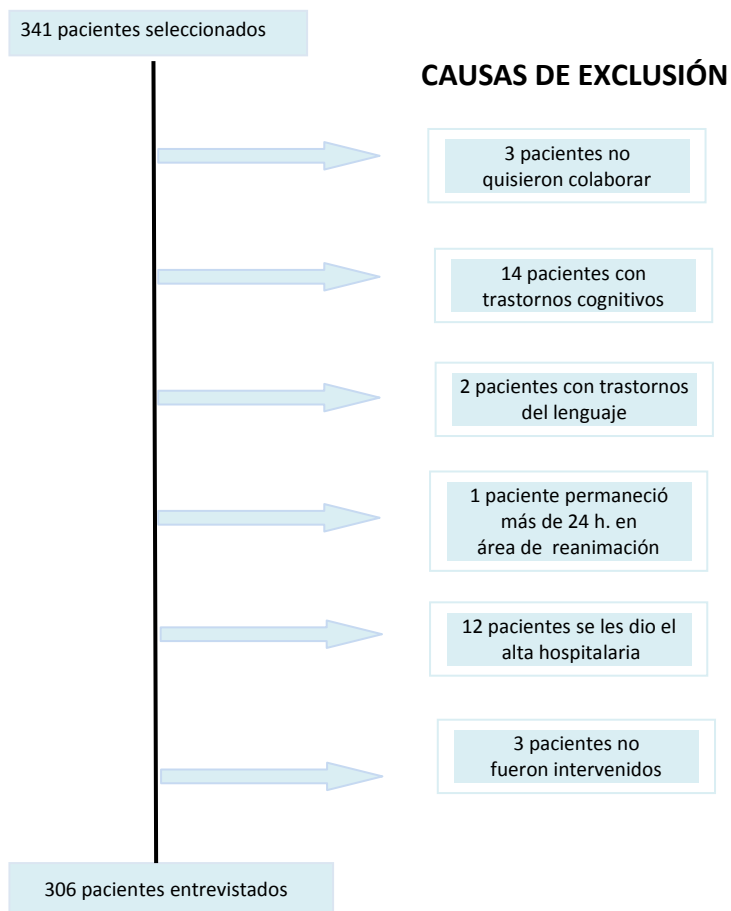 341 pacientes seleccionados
CAUSAS DE EXCLUSIÓN
3 pacientes no
quisieron colaborar
14 pacientes con
trastornos cognitivos
2 pacientes con trastornos
del lenguaje
1 paciente permaneció
más de 24 h. en
área de reanimación
12 pacientes se les dio el
alta hospitalaria
3 pacientes no
fueron intervenidos
306 pacientes entrevistados